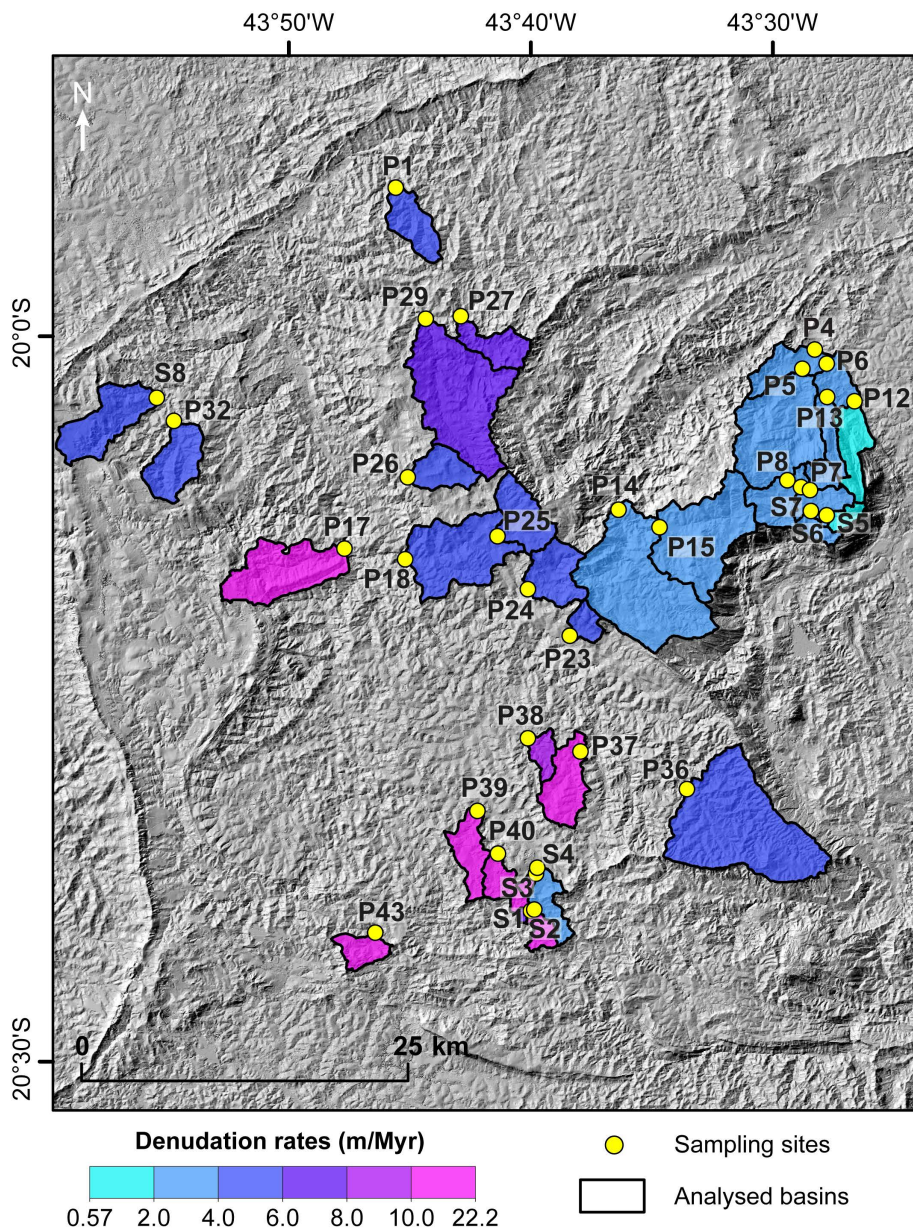 43°50'W 43°40'W 43°30'W
N
P1
P29 P27
20°0'S
P4
P6
P5
S8
P12
P32
P13
P26
P8 P7
P14
P17
P25
S7 S5
P15
S6
P18
P24
P23
P38
P37
P36
P39
P40
S4
S3
S1
S2
P43
20°30'S
0 25 km
Denudation rates (m/Myr)
0.57 2.0 4.0 6.0 8.0 10.0 22.2
Sampling sites
Analysed basins